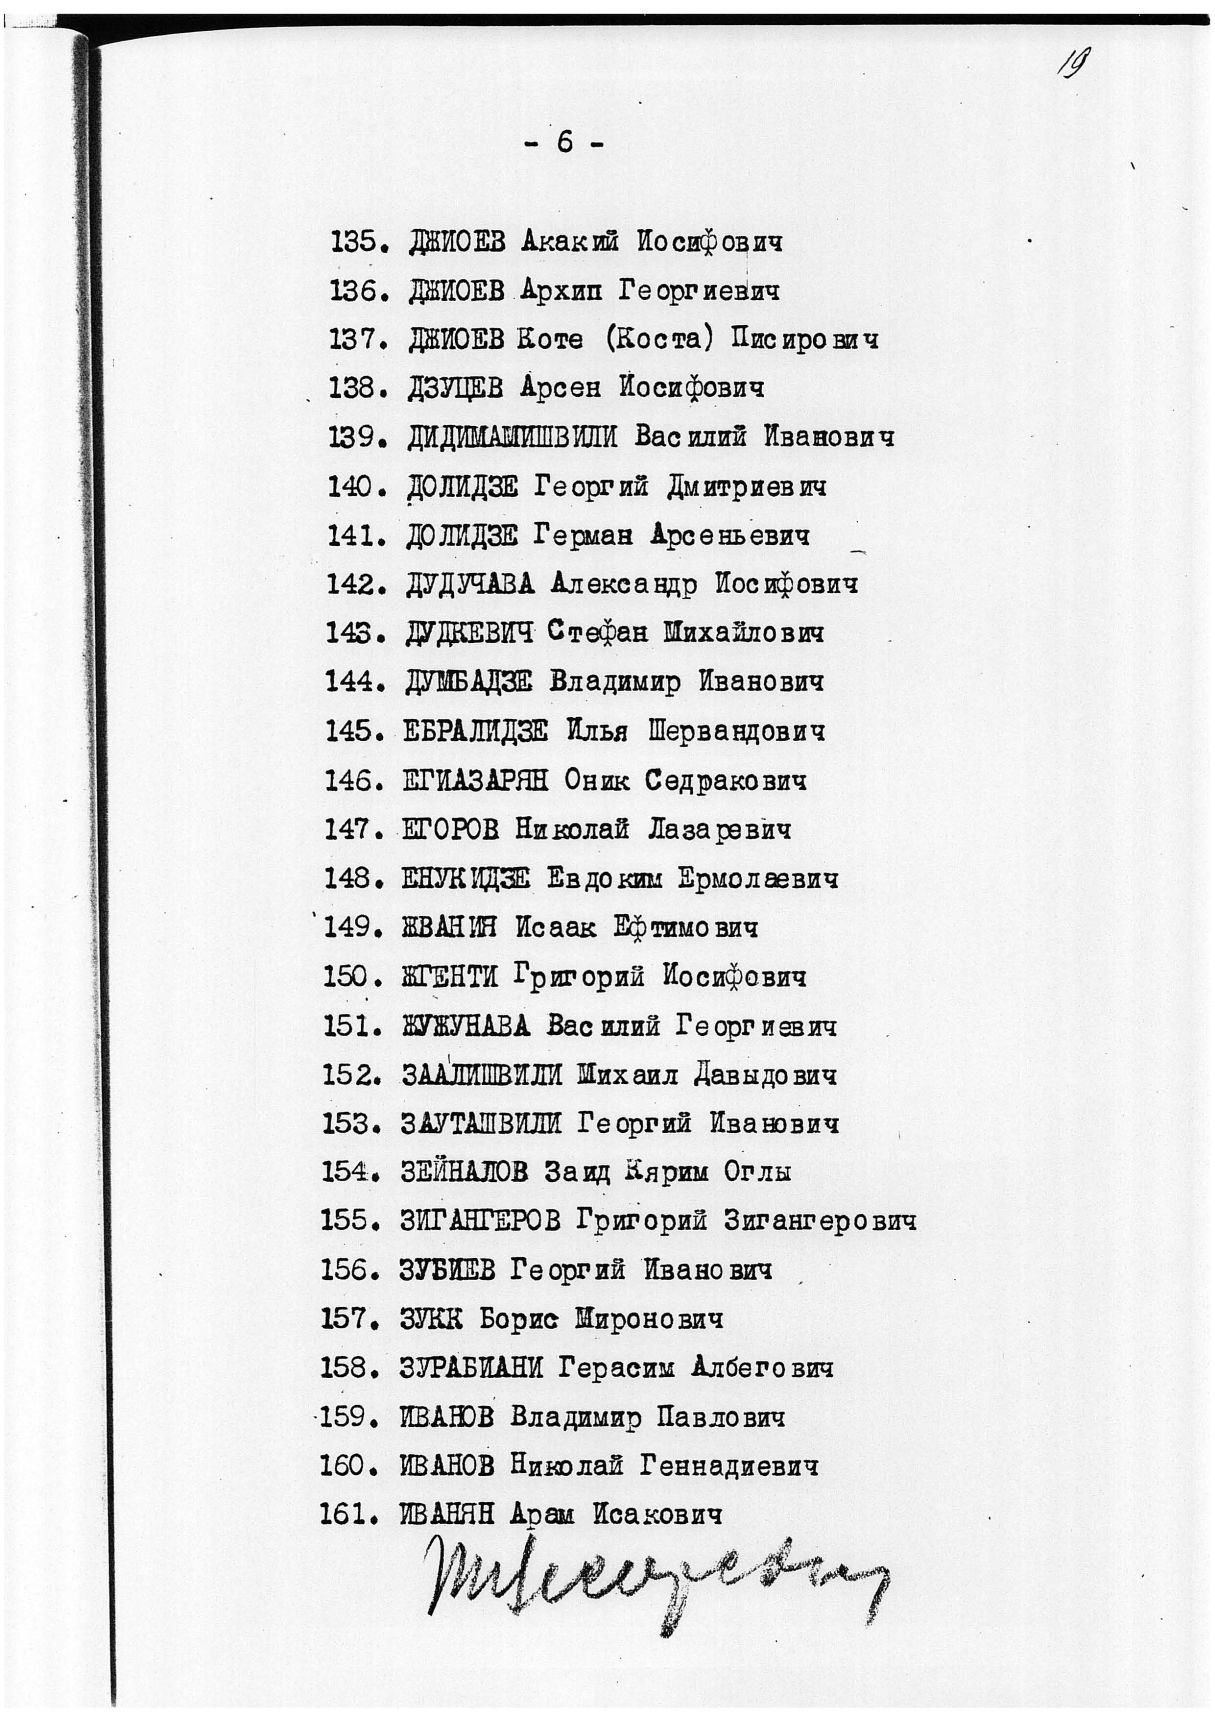 19
- 6 -
135. ДЖИОЕВ Акакий Иосифович
136. ДЖИОЕВ Архип Георгиевич
137. ДЖИОЕВ Коте (Коста) Писирович
138. ДЗУЦЕВ Арсен Иосифович
139. ДИДИМАМИШВИЛИ Василий Иванович
140. ДОЛИДЗЕ Георгий Дмитриевич
141. ДОЛИДЗЕ Герман Арсеньевич
142. ДУДУЧАВА Александр Иосифович
143. ДУДКЕВИЧ Стефан Михайлович
144. ДУМБАДЗЕ Владимир Иванович
145. ЕБРАЛИДЗЕ Илья Шервандович
146. ЕГИАЗАРЯН Оник Седракович
147. ЕГОРОВ Николай Лазаревич
148. ЕНУКИДЗЕ Евдоким Ермолаевич
149. ЖВАНИЯ Исаак Ефтимович
150. ЖГЕНТИ Григорий Иосифович
151. ЖУЖУНАВА Василий Георгиевич
152. ЗААЛИШВИЛИ Михаил Давыдович
153. ЗАУТАШВИЛИ Георгий Иванович
154. ЗЕЙНАЛОВ Заид Кярим Оглы
155. ЗИГАНГЕРОВ Григорий Зигангерович
156. ЗУБИЕВ Георгий Иванович
157. ЗУКК Борис Миронович
158. ЗУРАБИАНИ Герасим Албегович
159. ИВАНОВ Владимир Павлович
160. ИВАНОВ Николай Геннадиевич
161. ИВАНЯН Арам Исакович